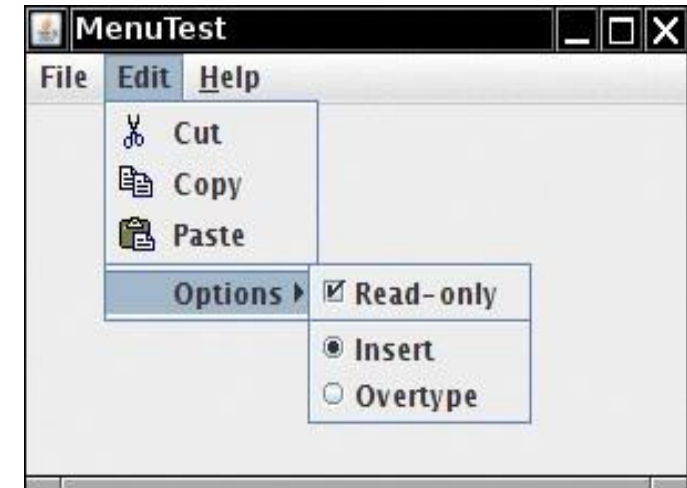 MenuTest
File Edit Help
Cut
Copy
Paste
Options Read-only
Insert
Overtype